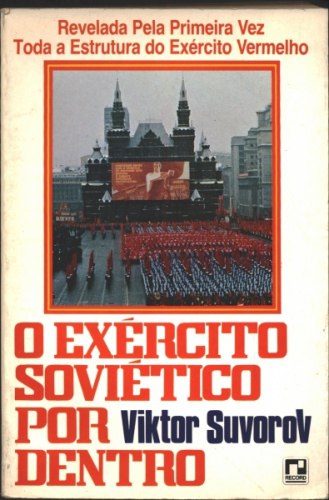 Revelada Pela Primeira Vez
Toda a Estrutura do Exército Vermelho
O EXÉRCITO
SOVIÉTICO
POR
Viktor Suvorov
DENTRO
RECORD